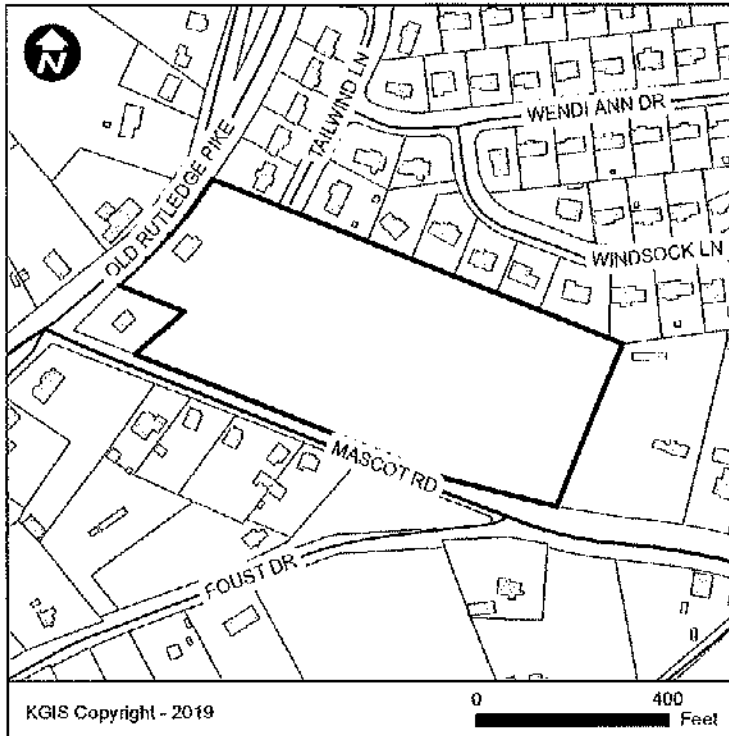 N
OLD RUTLEDGE PIKE
TAILWIND LN
WENDI ANN DR
WINDSOCK LN
MASCOT RD
FOUST DR
KGIS Copyright - 2019
0 400
Feet